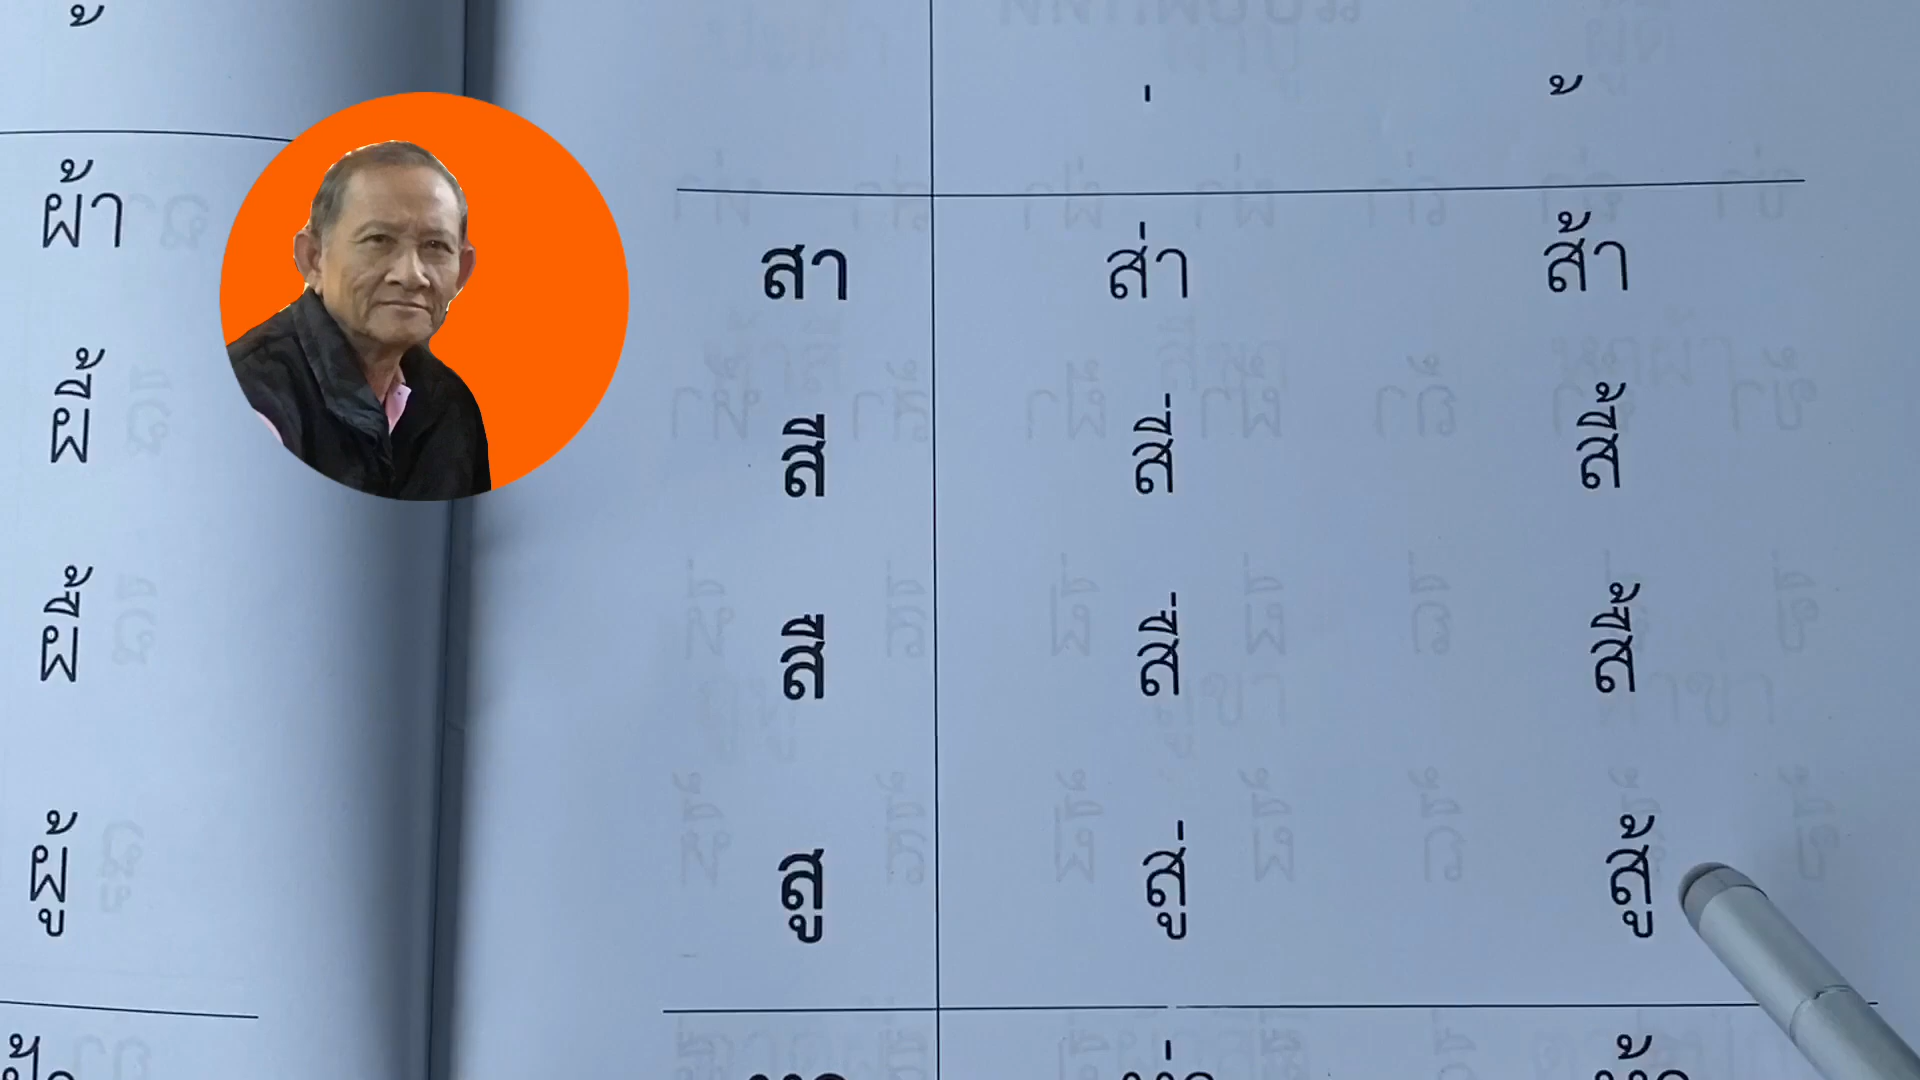 ้
่ ้
ผ้า
สา ส่า ส้า
ผี้
สี สี่ สี้
ผื้
สื สื่ สื้
ผู้
สู สู่ สู้